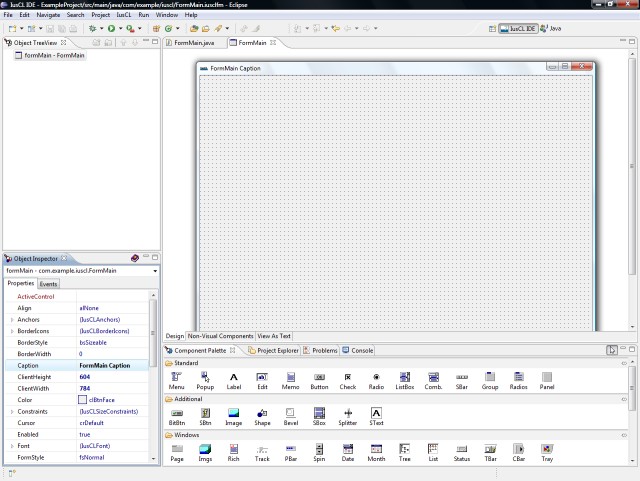 IusCL IDE - ExampleProject/src/main/java/com/example/iuscl/FormMain.iusclfm - Eclipse
File Edit Navigate Search Project IusCL Run Window Help
IusCL IDE Java
Object TreeView
formMain - FormMain
FormMain.java FormMain
FormMain Caption
Object Inspector
formMain - com.example.iuscl.FormMain
Properties Events
ActiveControl
Align alNone
Anchors (IusCLAnchors)
BorderIcons (IusCLBorderIcons)
BorderStyle bsSizeable
BorderWidth 0
Caption FormMain Caption
ClientHeight 604
ClientWidth 784
Color clBtnFace
Constraints (IusCLSizeConstraints)
Cursor crDefault
Enabled true
Font (IusCLFont)
FormStyle fsNormal
Design Non-Visual Components View As Text
Component Palette Project Explorer Problems Console
Standard
Menu Popup Label Edit Memo Button Check Radio ListBox Comb. SBar Group Radios Panel
Additional
BitBtn SBtn Image Shape Bevel SBox Splitter SText
Windows
Page Imgs Rich Track PBar Spin Date Month Tree List Status TBar CBar Tray